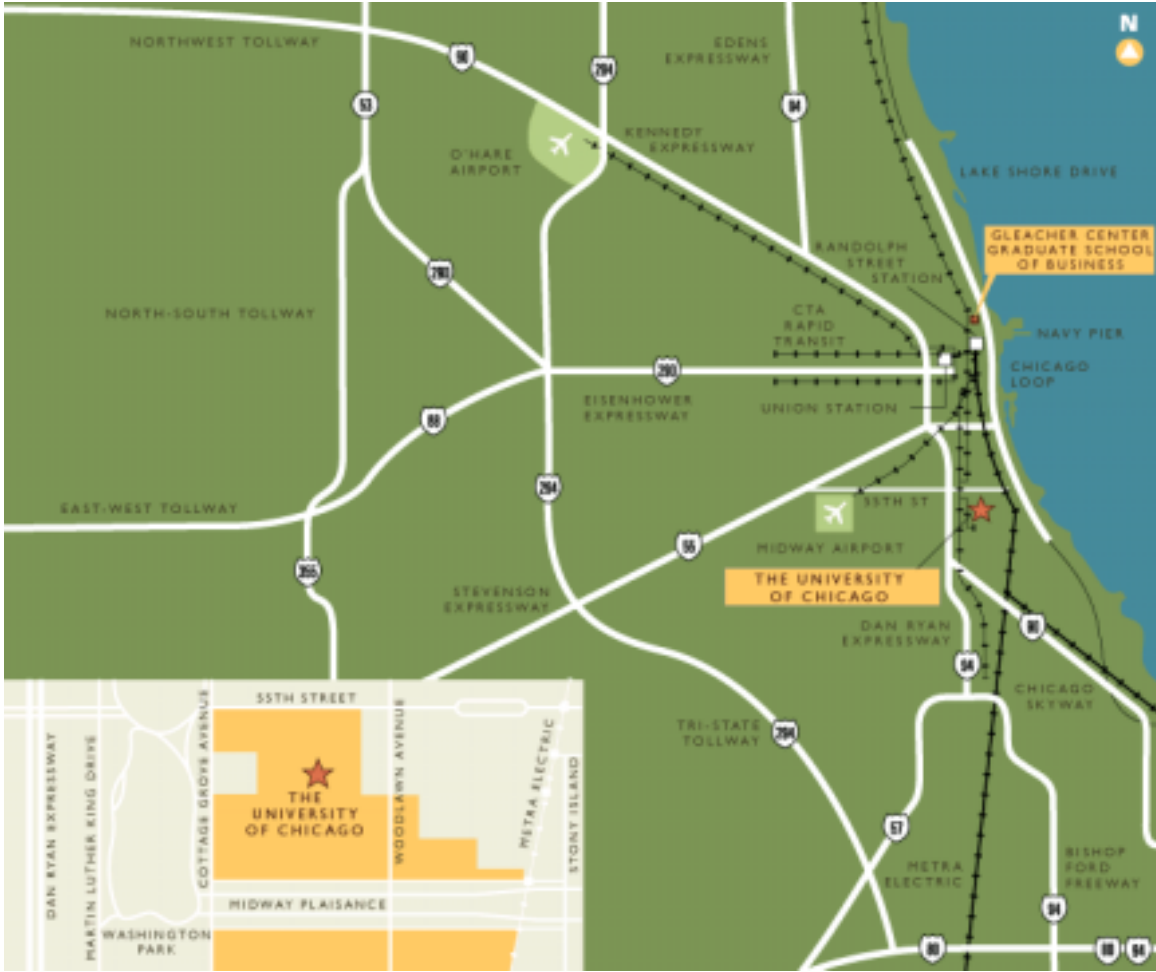 N
NORTHWEST TOLLWAY
EDENS
EXPRESSWAY
90
294
53
94
KENNEDY
EXPRESSWAY
O'HARE
AIRPORT
LAKE SHORE DRIVE
GLEACHER CENTER
GRADUATE SCHOOL
OF BUSINESS
RANDOLPH
STREET
STATION
290
NORTH-SOUTH TOLLWAY
CTA
RAPID
TRANSIT
NAVY PIER
CHICAGO
LOOP
290
EISENHOWER
EXPRESSWAY
UNION STATION
88
294
55TH ST
EAST-WEST TOLLWAY
55
MIDWAY AIRPORT
355
THE UNIVERSITY
OF CHICAGO
STEVENSON
EXPRESSWAY
DAN RYAN
EXPRESSWAY
90
94
CHICAGO
SKYWAY
TRI-STATE
TOLLWAY
294
57
METRA
ELECTRIC
BISHOP
FORD
FREEWAY
94
80
80
94
55TH STREET
DAN RYAN EXPRESSWAY
MARTIN LUTHER KING DRIVE
COTTAGE GROVE AVENUE
WOODLAWN AVENUE
METRA ELECTRIC
STONY ISLAND
THE
UNIVERSITY
OF CHICAGO
MIDWAY PLAISANCE
WASHINGTON
PARK